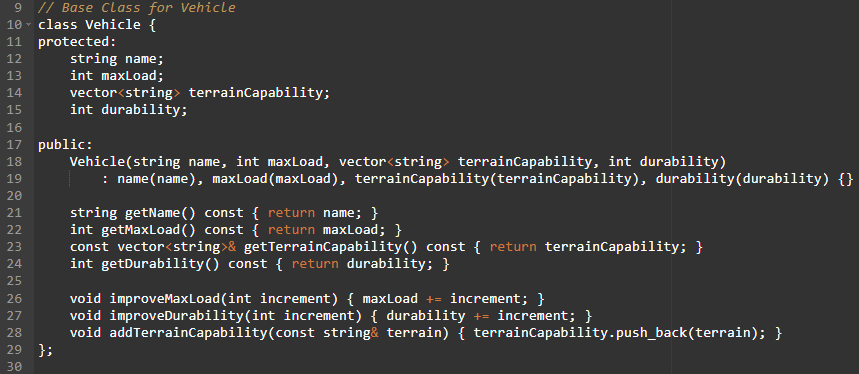 9 // Base Class for Vehicle
10 class Vehicle {
11 protected:
12     string name;
13     int maxLoad;
14     vector<string> terrainCapability;
15     int durability;
16
17 public:
18     Vehicle(string name, int maxLoad, vector<string> terrainCapability, int durability)
19         : name(name), maxLoad(maxLoad), terrainCapability(terrainCapability), durability(durability) {}
20
21     string getName() const { return name; }
22     int getMaxLoad() const { return maxLoad; }
23     const vector<string>& getTerrainCapability() const { return terrainCapability; }
24     int getDurability() const { return durability; }
25
26     void improveMaxLoad(int increment) { maxLoad += increment; }
27     void improveDurability(int increment) { durability += increment; }
28     void addTerrainCapability(const string& terrain) { terrainCapability.push_back(terrain); }
29 };
30